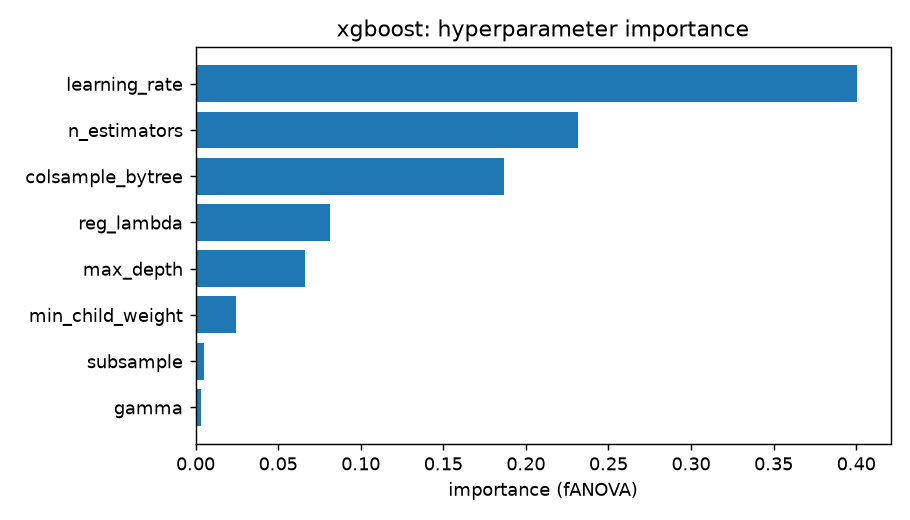 xgboost: hyperparameter importance
learning_rate
n_estimators
colsample_bytree
reg_lambda
max_depth
min_child_weight
subsample
gamma
0.00 0.05 0.10 0.15 0.20 0.25 0.30 0.35 0.40
importance (fANOVA)